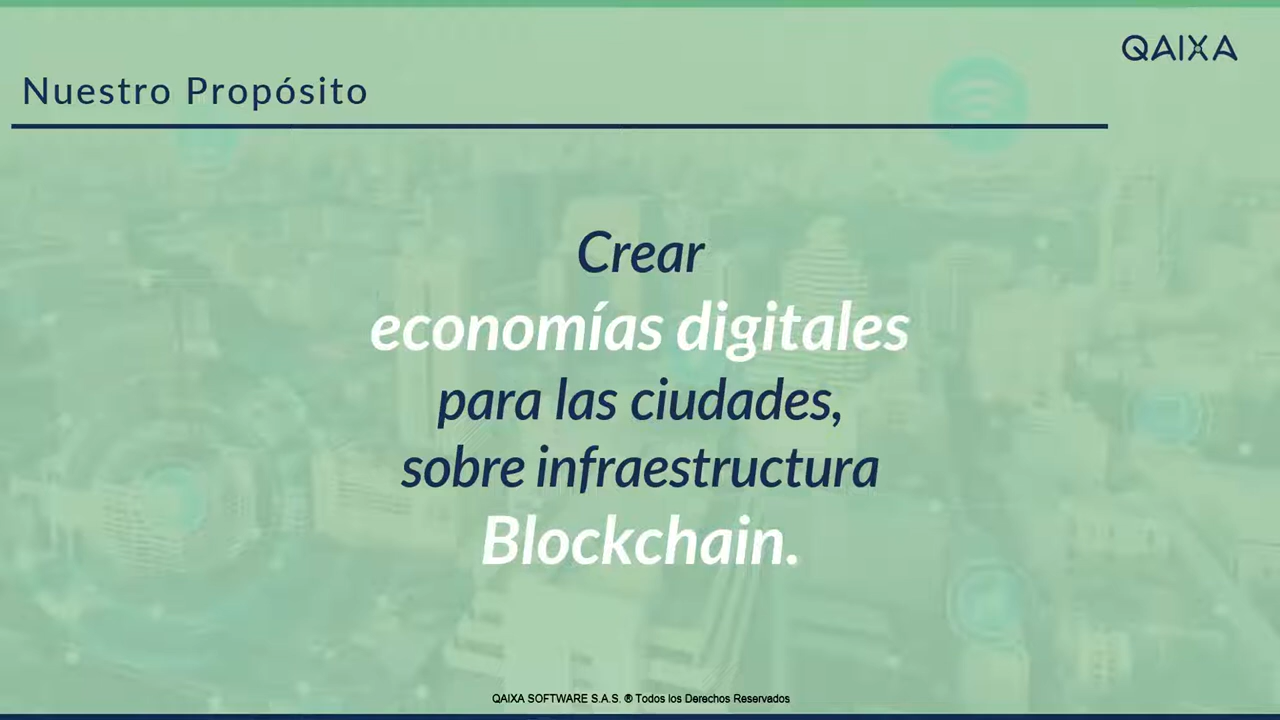 QAIXA
Nuestro Propósito
Crear
economías digitales
para las ciudades,
sobre infraestructura
Blockchain.
QAIXA SOFTWARE S.A.S. ® Todos los Derechos Reservados